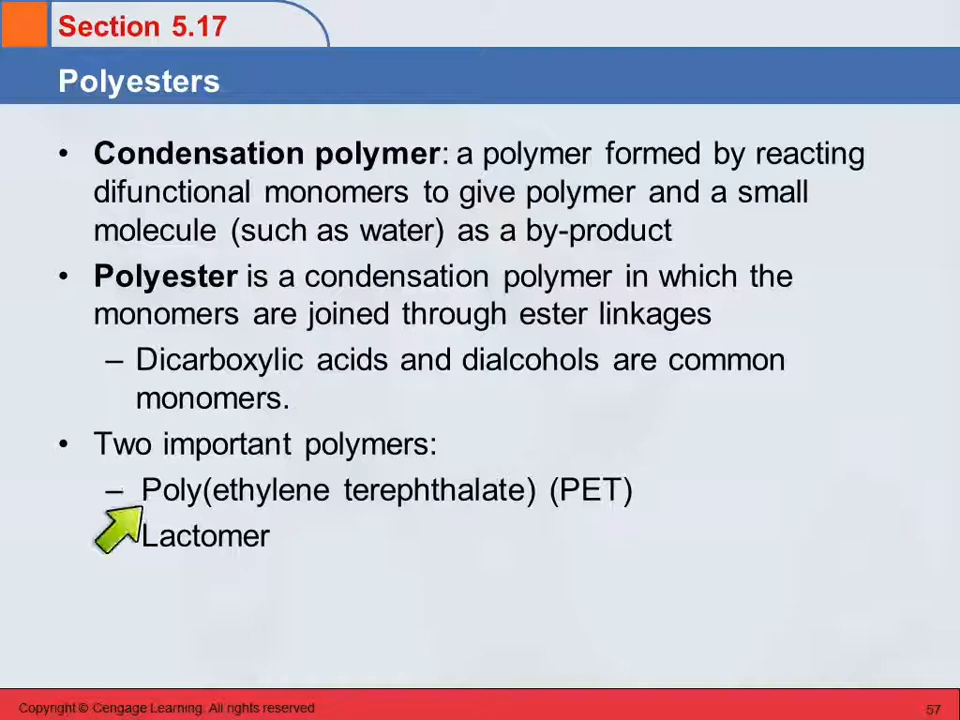 Section 5.17
Polyesters
• Condensation polymer: a polymer formed by reacting
difunctional monomers to give polymer and a small
molecule (such as water) as a by-product
• Polyester is a condensation polymer in which the
monomers are joined through ester linkages
– Dicarboxylic acids and dialcohols are common
monomers.
• Two important polymers:
– Poly(ethylene terephthalate) (PET)
Lactomer
Copyright © Cengage Learning. All rights reserved
57